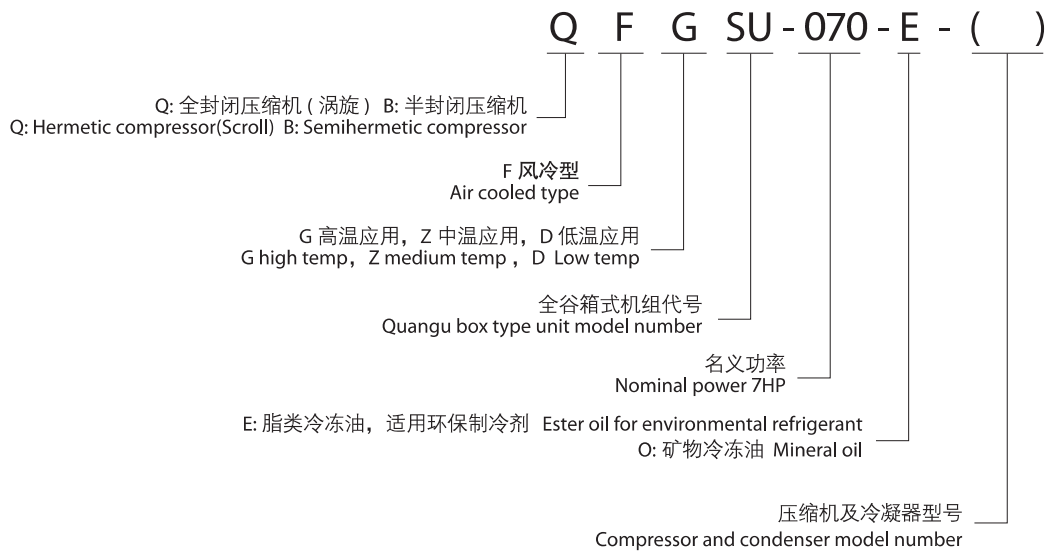 Q F G SU - 070 - E - ( )
Q: 全封闭压缩机 ( 涡旋 ) B: 半封闭压缩机
Q: Hermetic compressor(Scroll) B: Semihermetic compressor
F 风冷型
Air cooled type
G 高温应用，Z 中温应用，D 低温应用
G high temp，Z medium temp ，D Low temp
全谷箱式机组代号
Quangu box type unit model number
名义功率
Nominal power 7HP
E: 脂类冷冻油，适用环保制冷剂 Ester oil for environmental refrigerant
O: 矿物冷冻油 Mineral oil
压缩机及冷凝器型号
Compressor and condenser model number